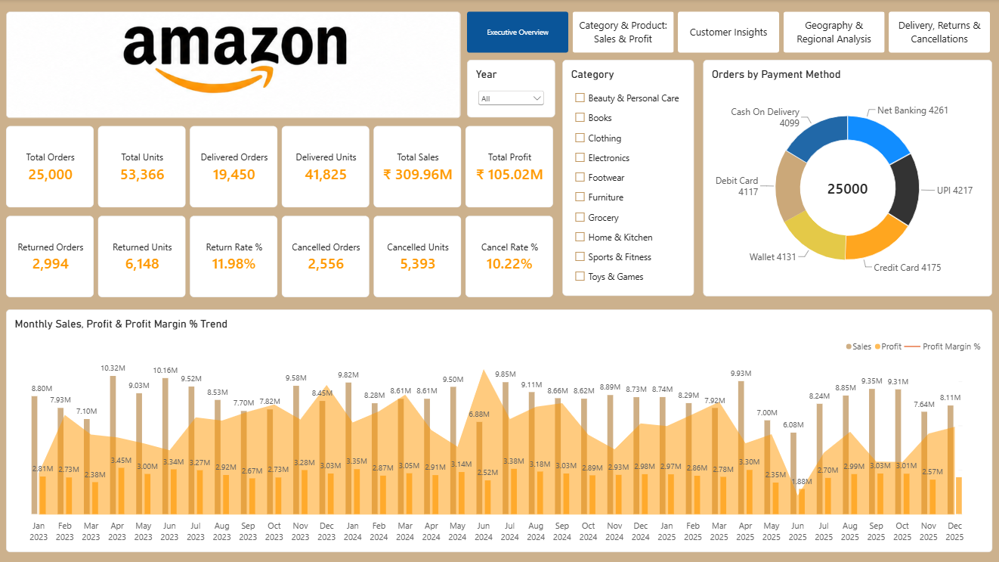 amazon
Executive Overview
Category & Product:
Sales & Profit
Customer Insights
Geography &
Regional Analysis
Delivery, Returns &
Cancellations
Year
All
Category
Beauty & Personal Care
Books
Clothing
Electronics
Footwear
Furniture
Grocery
Home & Kitchen
Sports & Fitness
Toys & Games
Orders by Payment Method
Cash On Delivery
4099
Net Banking 4261
Debit Card
4117
25000
UPI 4217
Wallet 4131
Credit Card 4175
Total Orders
25,000
Total Units
53,366
Delivered Orders
19,450
Delivered Units
41,825
Total Sales
₹ 309.96M
Total Profit
₹ 105.02M
Returned Orders
2,994
Returned Units
6,148
Return Rate %
11.98%
Cancelled Orders
2,556
Cancelled Units
5,393
Cancel Rate %
10.22%
Monthly Sales, Profit & Profit Margin % Trend
Sales Profit Profit Margin %
8.80M 7.93M 7.10M 10.32M 9.03M 10.16M 9.52M 8.53M 7.70M 7.82M 9.58M 8.45M 9.82M 8.28M 8.61M 8.61M 9.50M 6.88M 9.85M 9.11M 8.66M 8.62M 8.89M 8.73M 8.74M 8.29M 7.92M 9.93M 7.00M 6.08M 8.24M 8.85M 9.35M 9.31M 7.64M 8.11M
2.81M 2.73M 2.38M 3.45M 3.00M 3.34M 3.27M 2.92M 2.67M 2.73M 3.28M 3.03M 3.35M 2.87M 3.05M 2.91M 3.14M 2.52M 3.38M 3.18M 3.03M 2.89M 2.93M 2.98M 2.97M 2.86M 2.78M 3.30M 2.35M 1.88M 2.70M 2.99M 3.03M 3.01M 2.57M
Jan Feb Mar Apr May Jun Jul Aug Sep Oct Nov Dec Jan Feb Mar Apr May Jun Jul Aug Sep Oct Nov Dec Jan Feb Mar Apr May Jun Jul Aug Sep Oct Nov Dec
2023 2023 2023 2023 2023 2023 2023 2023 2023 2023 2023 2023 2024 2024 2024 2024 2024 2024 2024 2024 2024 2024 2024 2024 2025 2025 2025 2025 2025 2025 2025 2025 2025 2025 2025 2025